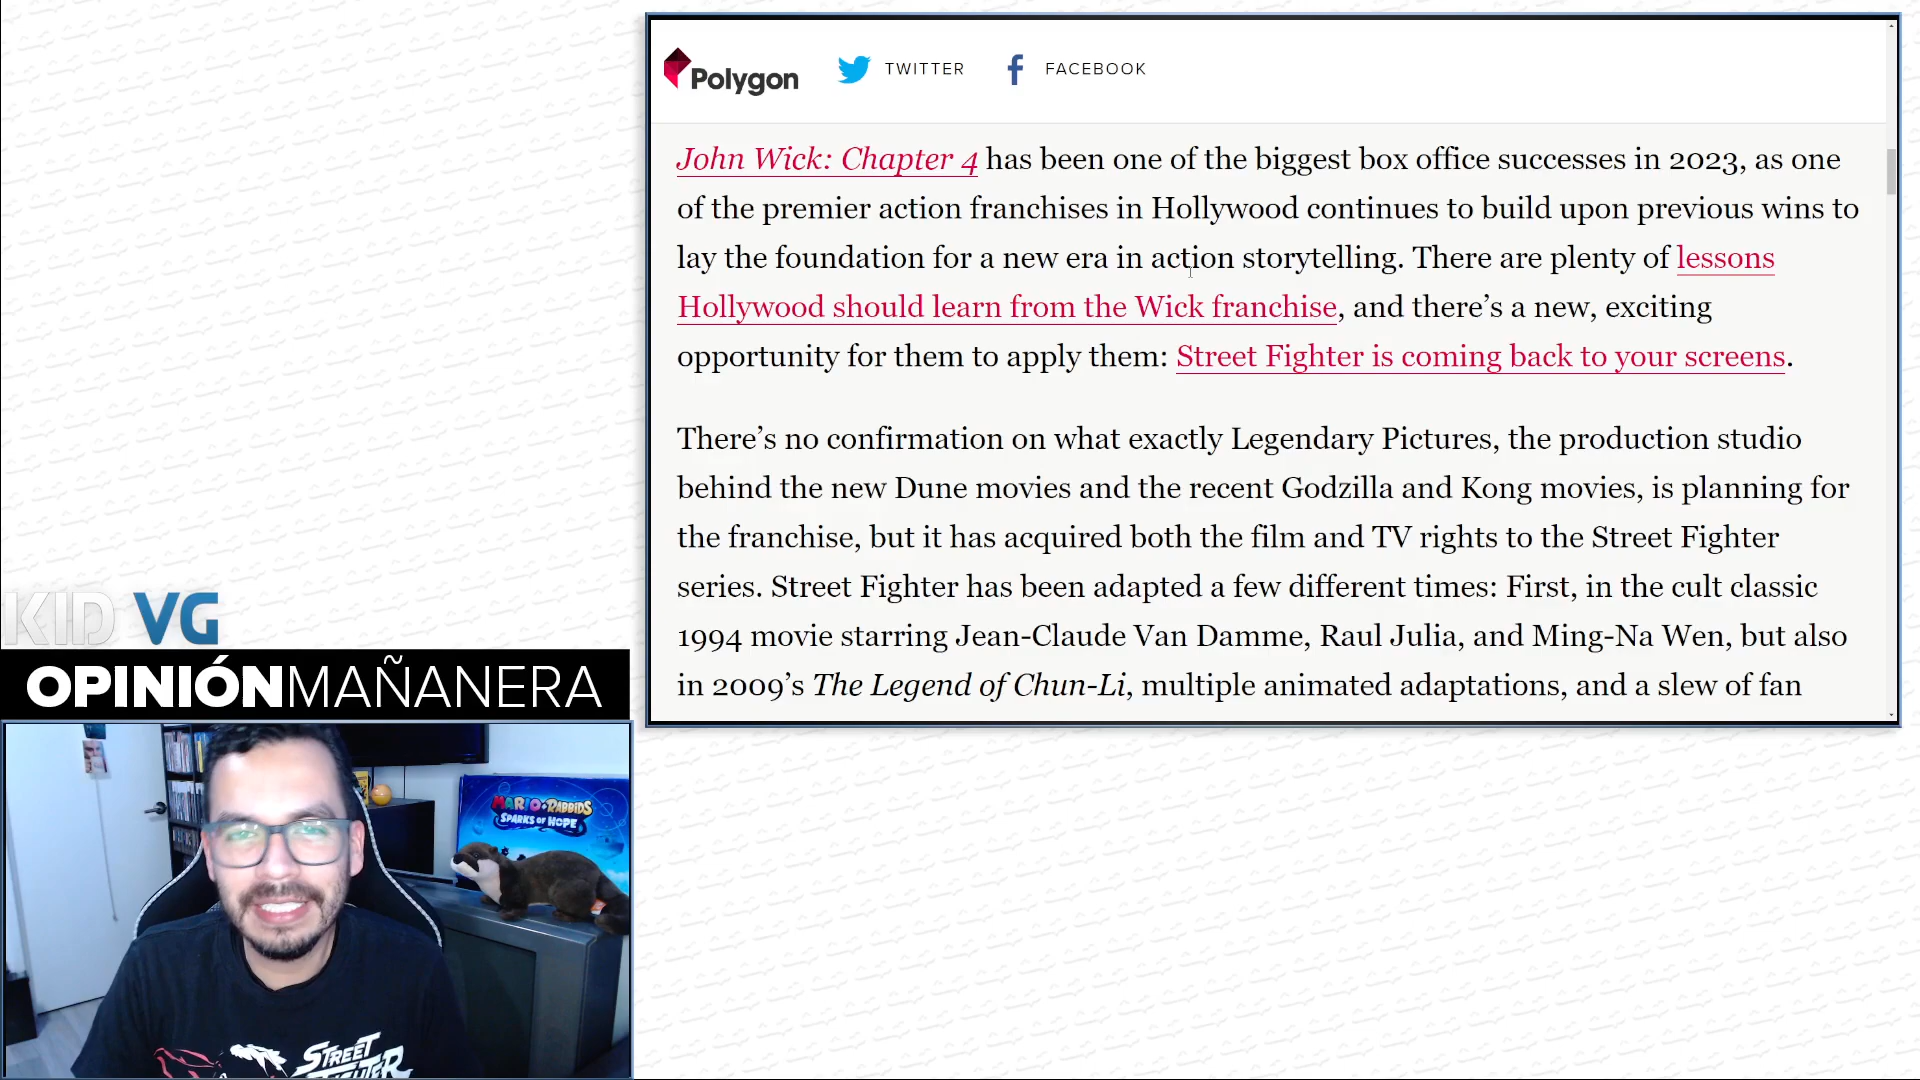 Polygon TWITTER FACEBOOK
John Wick: Chapter 4 has been one of the biggest box office successes in 2023, as one
of the premier action franchises in Hollywood continues to build upon previous wins to
lay the foundation for a new era in action storytelling. There are plenty of lessons
Hollywood should learn from the Wick franchise, and there’s a new, exciting
opportunity for them to apply them: Street Fighter is coming back to your screens.
There’s no confirmation on what exactly Legendary Pictures, the production studio
behind the new Dune movies and the recent Godzilla and Kong movies, is planning for
the franchise, but it has acquired both the film and TV rights to the Street Fighter
series. Street Fighter has been adapted a few different times: First, in the cult classic
1994 movie starring Jean-Claude Van Damme, Raul Julia, and Ming-Na Wen, but also
in 2009’s The Legend of Chun-Li, multiple animated adaptations, and a slew of fan
KID VG
OPINIÓNMAÑANERA
MARIO+RABBIDS
SPARKS OF HOPE
STREET
FIGHTER